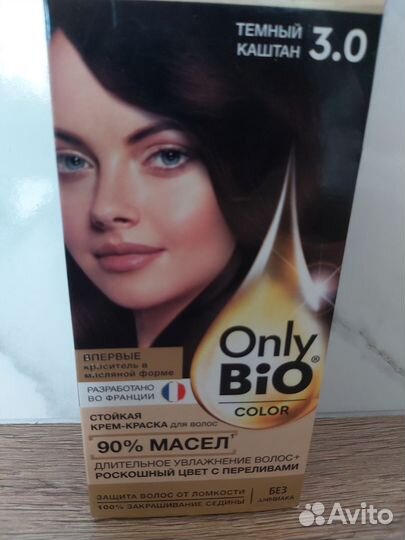 ТЕМНЫЙ
КАШТАН 3.0
Only
BiO®
COLOR
ВПЕРВЫЕ
краситель в
масляной форме
РАЗРАБОТАНО
ВО ФРАНЦИИ
СТОЙКАЯ
КРЕМ-КРАСКА для волос
90% МАСЕЛ
ДЛИТЕЛЬНОЕ УВЛАЖНЕНИЕ ВОЛОС+
РОСКОШНЫЙ ЦВЕТ С ПЕРЕЛИВАМИ
ЗАЩИТА ВОЛОС ОТ ЛОМКОСТИ
100% ЗАКРАШИВАНИЕ СЕДИНЫ
БЕЗ
АММИАКА
Avito